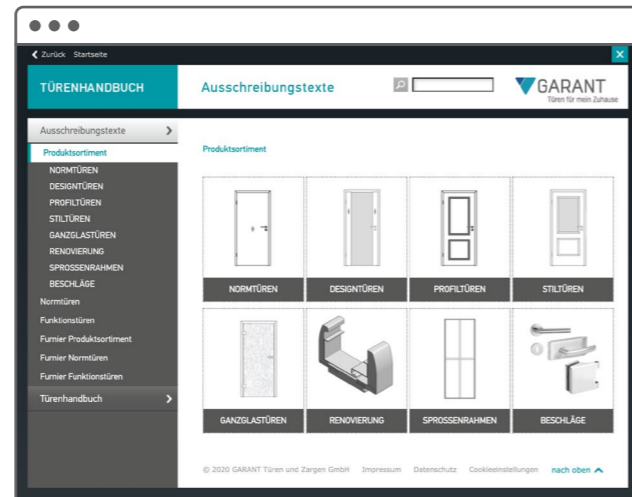 Zurück Startseite
TÜRENHANDBUCH
Ausschreibungstexte
GARANT
Türen für mein Zuhause
Ausschreibungstexte
Produktsortiment
NORMTÜREN
DESIGNTÜREN
PROFILTÜREN
STILTÜREN
GANZGLASTÜREN
RENOVIERUNG
SPROSSENRAHMEN
BESCHLÄGE
Normtüren
Funktionstüren
Furnier Produktsortiment
Furnier Normtüren
Furnier Funktionstüren
Türenhandbuch
Produktsortiment
NORMTÜREN DESIGNTÜREN PROFILTÜREN STILTÜREN
GANZGLASTÜREN RENOVIERUNG SPROSSENRAHMEN BESCHLÄGE
© 2020 GARANT Türen und Zargen GmbH Impressum Datenschutz Cookieeinstellungen nach oben